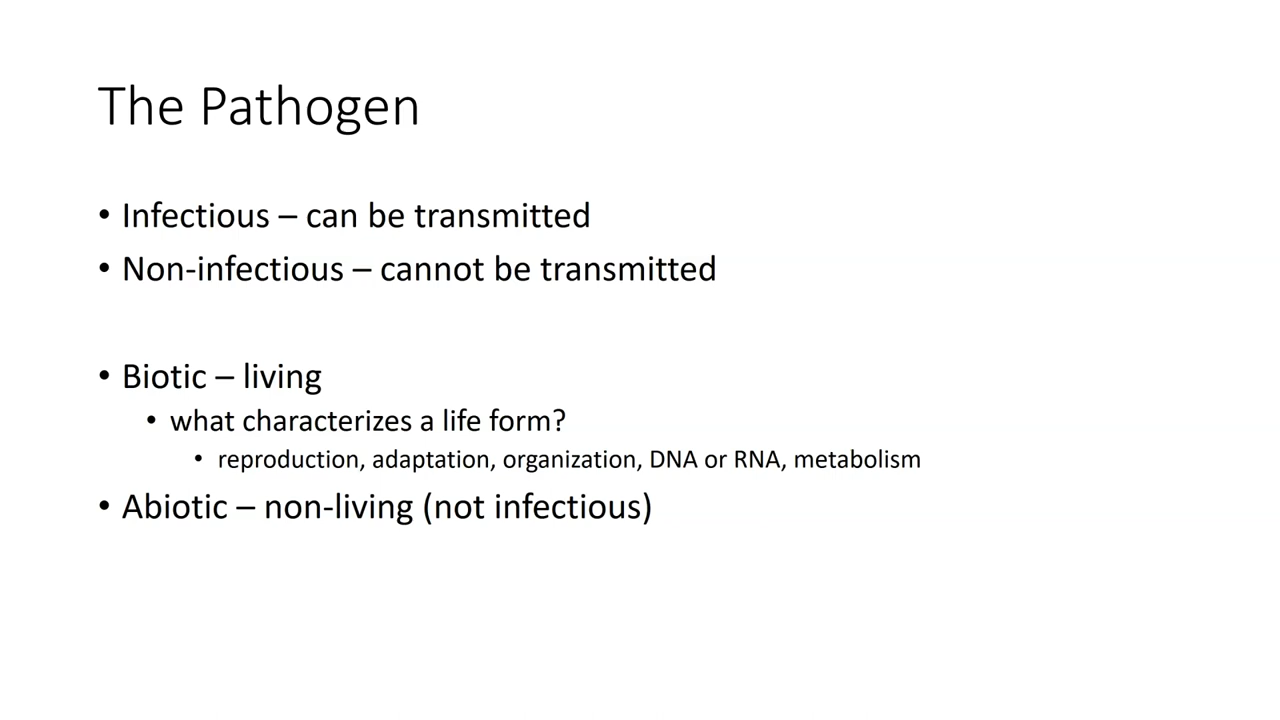 The Pathogen
• Infectious – can be transmitted
• Non-infectious – cannot be transmitted
• Biotic – living
• what characterizes a life form?
• reproduction, adaptation, organization, DNA or RNA, metabolism
• Abiotic – non-living (not infectious)